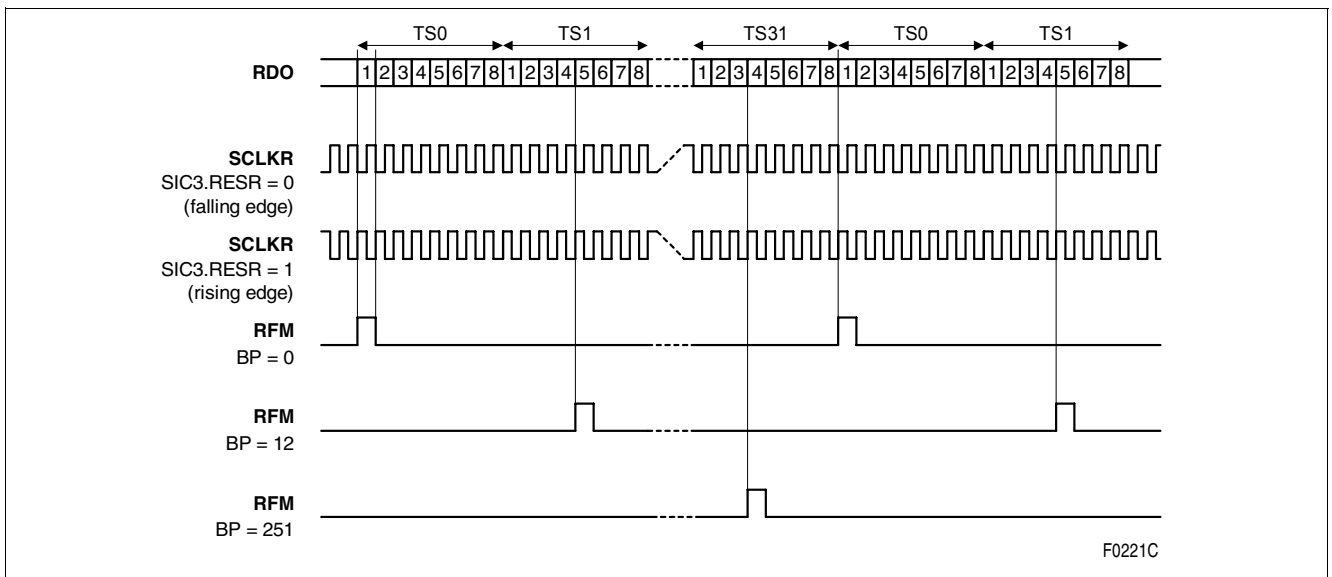 TS0 TS1 TS31 TS0 TS1
RDO 1 2 3 4 5 6 7 8 1 2 3 4 5 6 7 8 1 2 3 4 5 6 7 8 1 2 3 4 5 6 7 8 1 2 3 4 5 6 7 8
SCLKR
SIC3.RESR = 0
(falling edge)
SCLKR
SIC3.RESR = 1
(rising edge)
RFM
BP = 0
RFM
BP = 12
RFM
BP = 251
F0221C